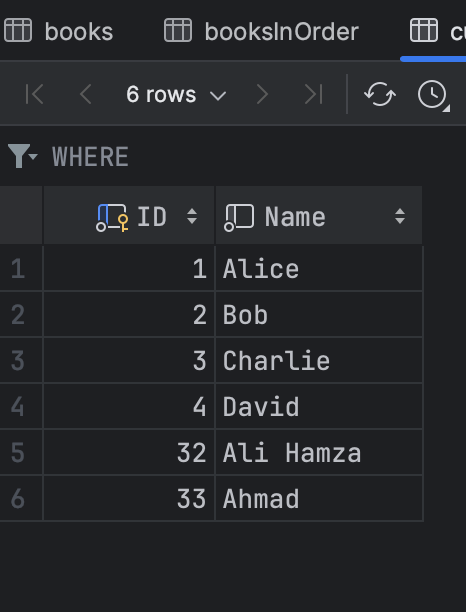 books booksInOrder cu
6 rows
WHERE
ID Name
1 1 Alice
2 2 Bob
3 3 Charlie
4 4 David
5 32 Ali Hamza
6 33 Ahmad